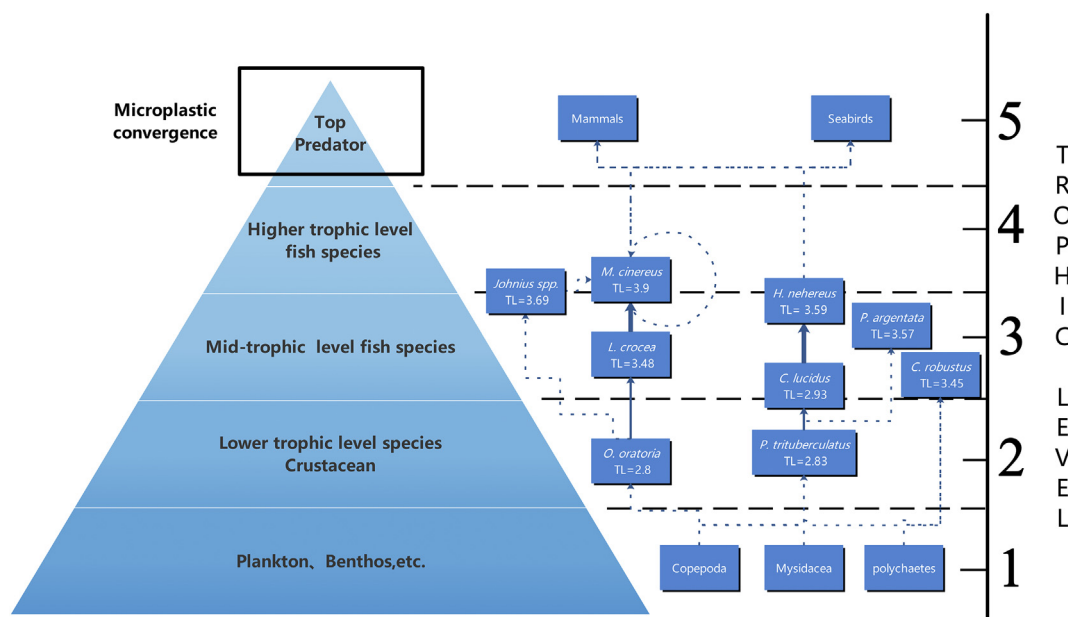 Microplastic
convergence
Top
Predator
Higher trophic level
fish species
Mid-trophic level fish species
Lower trophic level species
Crustacean
Plankton、Benthos,etc.
Mammals
Seabirds
Johnius spp.
TL=3.69
M. cinereus
TL=3.9
H. nehereus
TL= 3.59
P. argentata
TL=3.57
L. crocea
TL=3.48
C. lucidus
TL=2.93
C. robustus
TL=3.45
O. oratoria
TL=2.8
P. trituberculatus
TL=2.83
Copepoda
Mysidacea
polychaetes
5
4
3
2
1
TROPHIC LEVEL